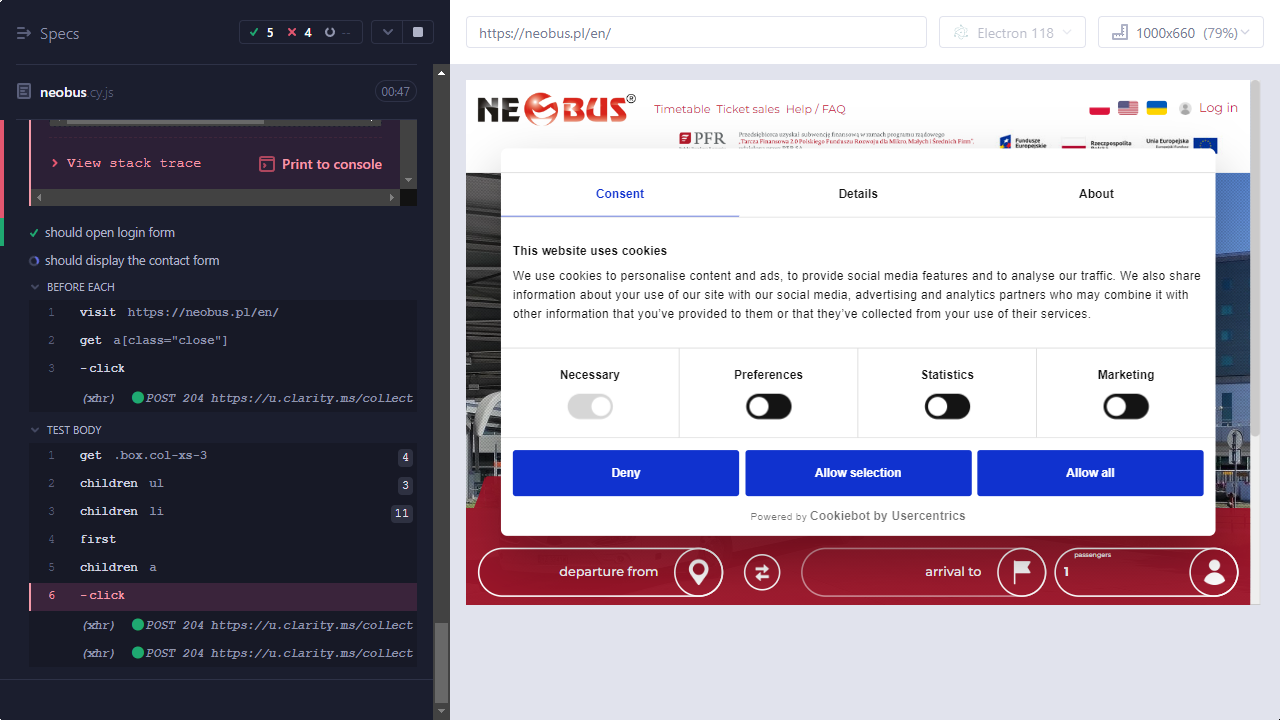 Specs
5
4
--
neobus cy.js
00:47
View stack trace
Print to console
should open login form
should display the contact form
BEFORE EACH
1 visit https://neobus.pl/en/
2 get a[class="close"]
3 -click
(xhr) POST 204 https://u.clarity.ms/collect
TEST BODY
1 get .box.col-xs-3 4
2 children ul 3
3 children li 11
4 first
5 children a
6 -click
(xhr) POST 204 https://u.clarity.ms/collect
(xhr) POST 204 https://u.clarity.ms/collect
https://neobus.pl/en/
Electron 118
1000x660 (79%)
NEOBUS®
Timetable Ticket sales Help / FAQ
Log in
PFR
Przedsiębiorca uzyskał subwencję finansową w ramach programu rządowego
„Tarcza Finansowa 2.0 Polskiego Funduszu Rozwoju dla Mikro, Małych i Średnich Firm”.
Fundusze
Europejskie
Rzeczpospolita
Unia Europejska
Consent
Details
About
This website uses cookies
We use cookies to personalise content and ads, to provide social media features and to analyse our traffic. We also share
information about your use of our site with our social media, advertising and analytics partners who may combine it with
other information that you've provided to them or that they've collected from your use of their services.
Necessary
Preferences
Statistics
Marketing
Deny
Allow selection
Allow all
Powered by Cookiebot by Usercentrics
departure from
arrival to
passengers
1